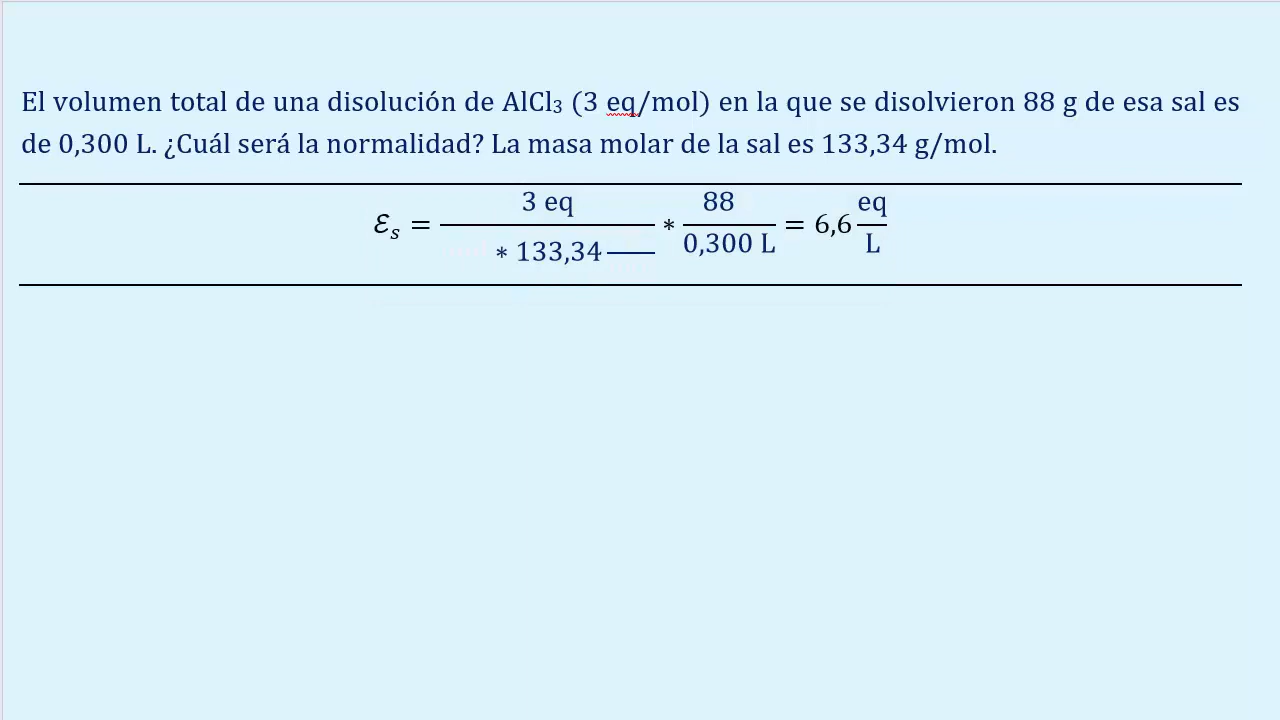 El volumen total de una disolución de AlCl₃ (3 eq/mol) en la que se disolvieron 88 g de esa sal es
de 0,300 L. ¿Cuál será la normalidad? La masa molar de la sal es 133,34 g/mol.
3 eq 88 eq
ℰₛ = ―― * ―― = 6,6 ――
* 133,34 ―― 0,300 L L